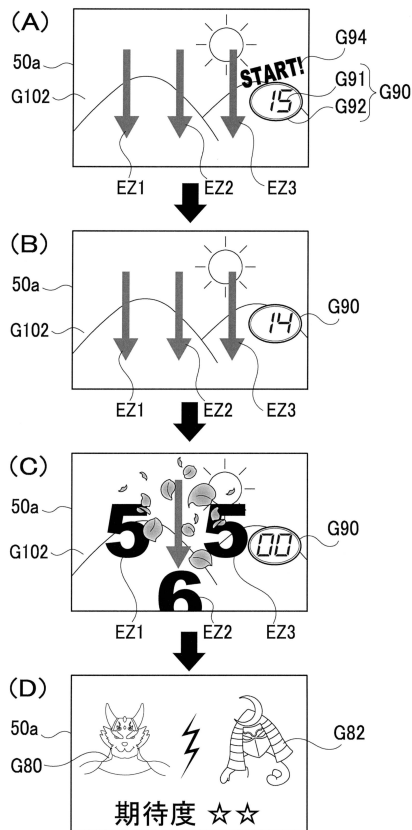 (A)
G94
START!
50a
G91
15
G90
G102
G92
EZ1
EZ2
EZ3
(B)
50a
14
G90
G102
EZ1
EZ2
EZ3
(C)
50a
5 5
00
G90
G102
6
EZ1
EZ2
EZ3
(D)
50a
G82
G80
期待度 ☆☆